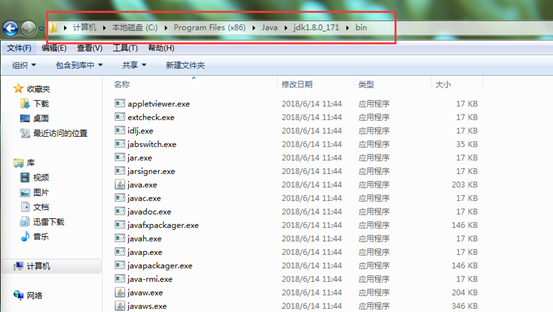 计算机 ▸ 本地磁盘 (C:) ▸ Program Files (x86) ▸ Java ▸ jdk1.8.0_171 ▸ bin
文件(F) 编辑(E) 查看(V) 工具(T) 帮助(H)
组织 包含到库中 共享 新建文件夹
收藏夹
下载
桌面
最近访问的位置
库
视频
图片
文档
迅雷下载
音乐
计算机
网络
名称 修改日期 类型 大小
appletviewer.exe 2018/6/14 11:44 应用程序 17 KB
extcheck.exe 2018/6/14 11:44 应用程序 17 KB
idlj.exe 2018/6/14 11:44 应用程序 17 KB
jabswitch.exe 2018/6/14 11:44 应用程序 35 KB
jar.exe 2018/6/14 11:44 应用程序 17 KB
jarsigner.exe 2018/6/14 11:44 应用程序 17 KB
java.exe 2018/6/14 11:44 应用程序 203 KB
javac.exe 2018/6/14 11:44 应用程序 17 KB
javadoc.exe 2018/6/14 11:44 应用程序 17 KB
javafxpackager.exe 2018/6/14 11:44 应用程序 146 KB
javah.exe 2018/6/14 11:44 应用程序 17 KB
javap.exe 2018/6/14 11:44 应用程序 17 KB
javapackager.exe 2018/6/14 11:44 应用程序 146 KB
java-rmi.exe 2018/6/14 11:44 应用程序 17 KB
javaw.exe 2018/6/14 11:44 应用程序 204 KB
javaws.exe 2018/6/14 11:44 应用程序 346 KB